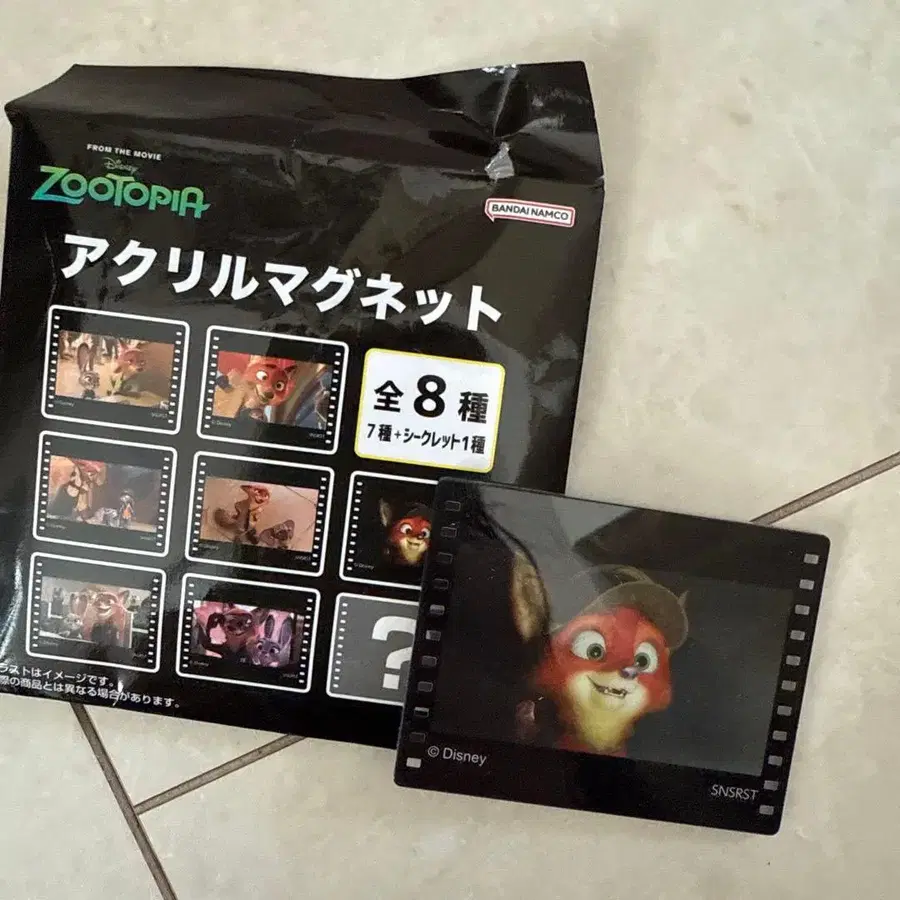 FROM THE MOVIE
Disney
ZOOTOPIA
BANDAI NAMCO
アクリルマグネット
全8種
7種+シークレット1種
© Disney
© Disney
© Disney
?
ラストはイメージです。
際の商品とは異なる場合があります。
© Disney
SNSRST